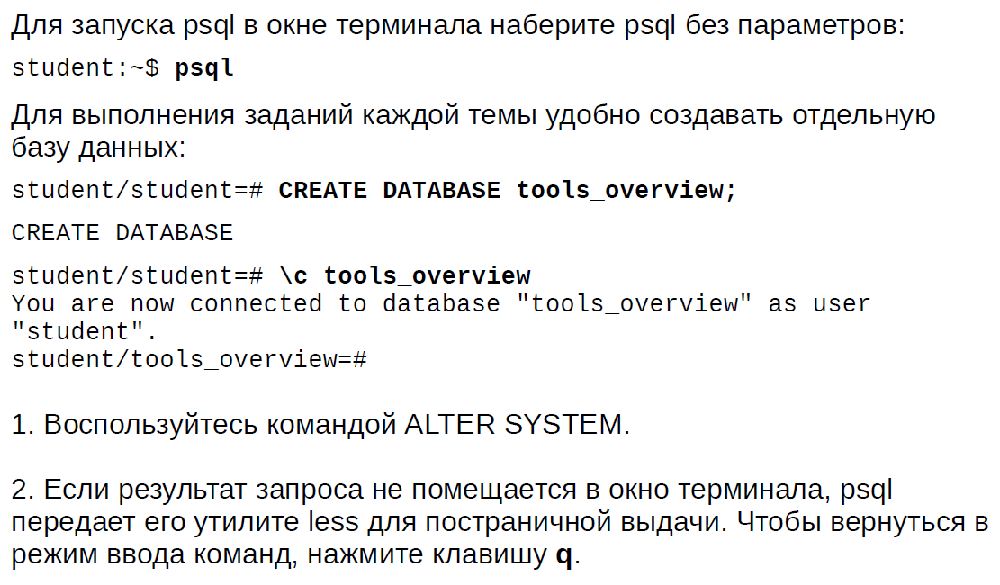 Для запуска psql в окне терминала наберите psql без параметров:
student:~$ psql
Для выполнения заданий каждой темы удобно создавать отдельную
базу данных:
student/student=# CREATE DATABASE tools_overview;
CREATE DATABASE
student/student=# \c tools_overview
You are now connected to database "tools_overview" as user
"student".
student/tools_overview=#
1. Воспользуйтесь командой ALTER SYSTEM.
2. Если результат запроса не помещается в окно терминала, psql
передает его утилите less для постраничной выдачи. Чтобы вернуться в
режим ввода команд, нажмите клавишу q.